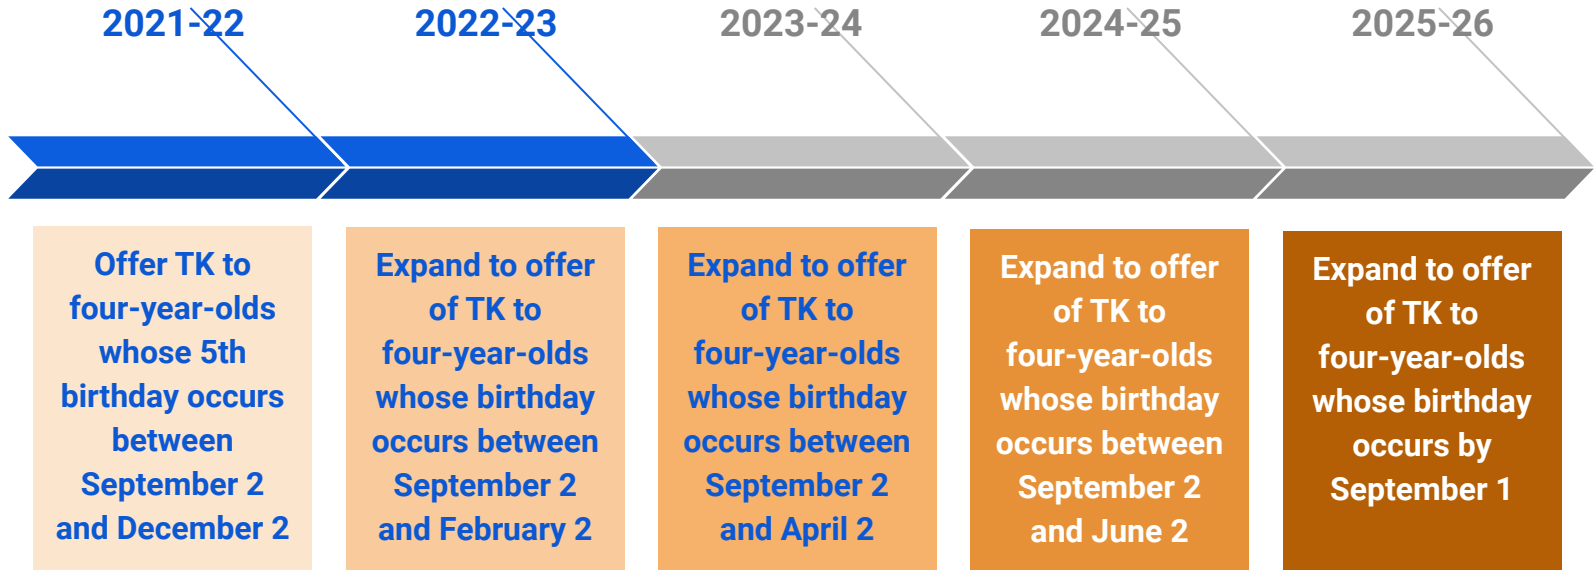 2021-22
2022-23
2023-24
2024-25
2025-26
Offer TK to
four-year-olds
whose 5th
birthday occurs
between
September 2
and December 2
Expand to offer
of TK to
four-year-olds
whose birthday
occurs between
September 2
and February 2
Expand to offer
of TK to
four-year-olds
whose birthday
occurs between
September 2
and April 2
Expand to offer
of TK to
four-year-olds
whose birthday
occurs between
September 2
and June 2
Expand to offer
of TK to
four-year-olds
whose birthday
occurs by
September 1